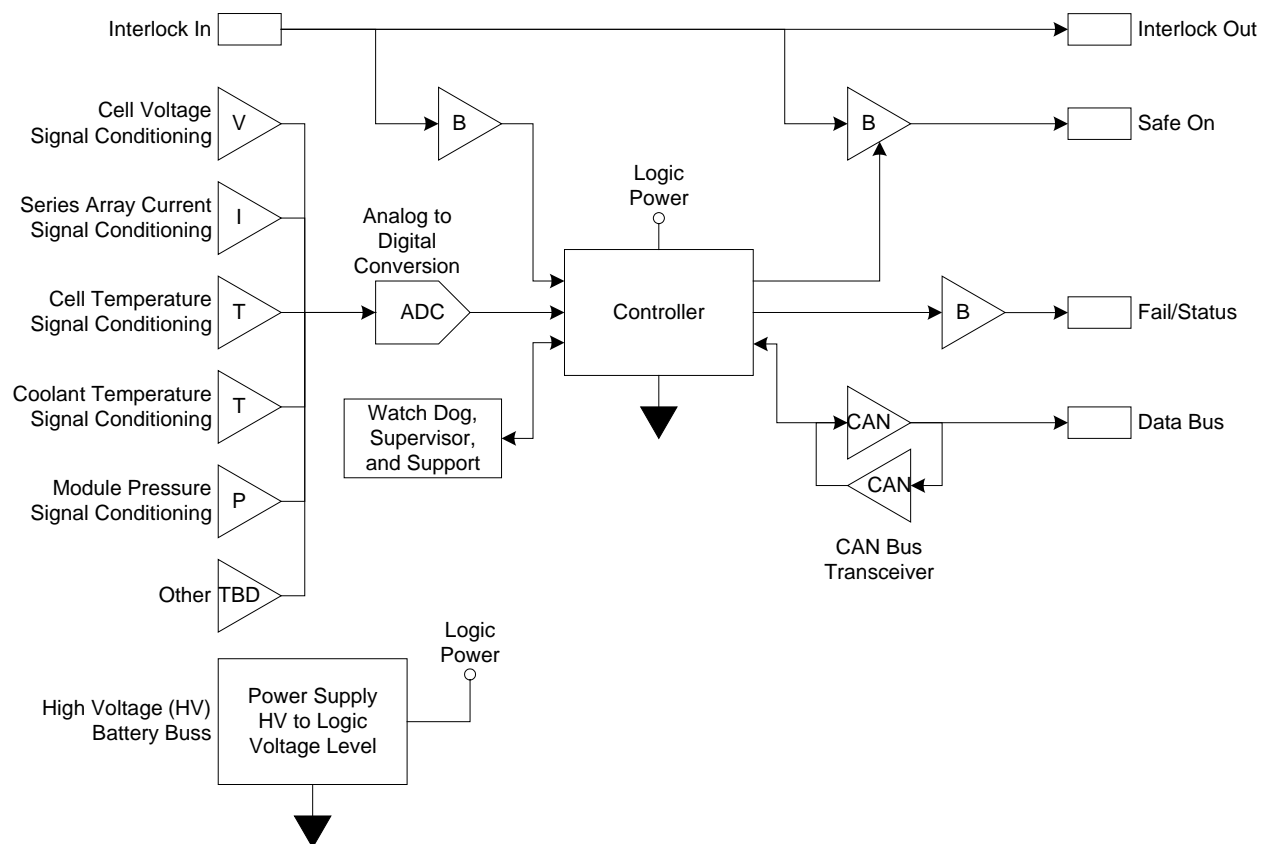 Interlock In
Interlock Out
Cell Voltage
Signal Conditioning
V
B
B
Safe On
Series Array Current
Signal Conditioning
I
Logic
Power
Analog to
Digital
Conversion
Cell Temperature
Signal Conditioning
T
ADC
Controller
B
Fail/Status
Coolant Temperature
Signal Conditioning
T
Watch Dog,
Supervisor,
and Support
CAN
Data Bus
Module Pressure
Signal Conditioning
P
CAN
CAN Bus
Transceiver
Other
TBD
Logic
Power
High Voltage (HV)
Battery Buss
Power Supply
HV to Logic
Voltage Level